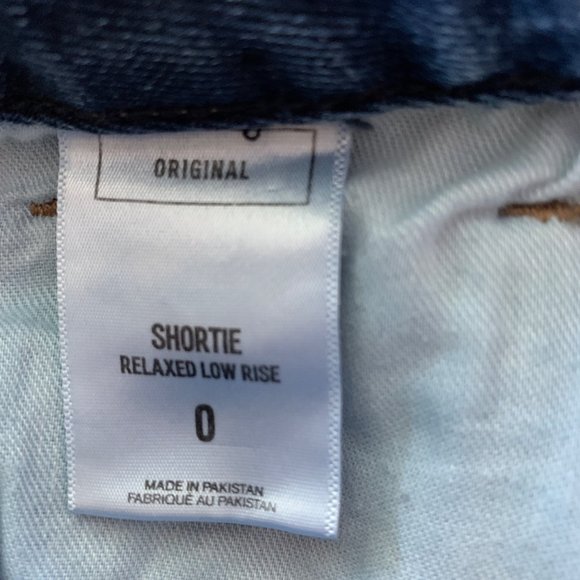 ORIGINAL
SHORTIE
RELAXED LOW RISE
0
MADE IN PAKISTAN
FABRIQUÉ AU PAKISTAN